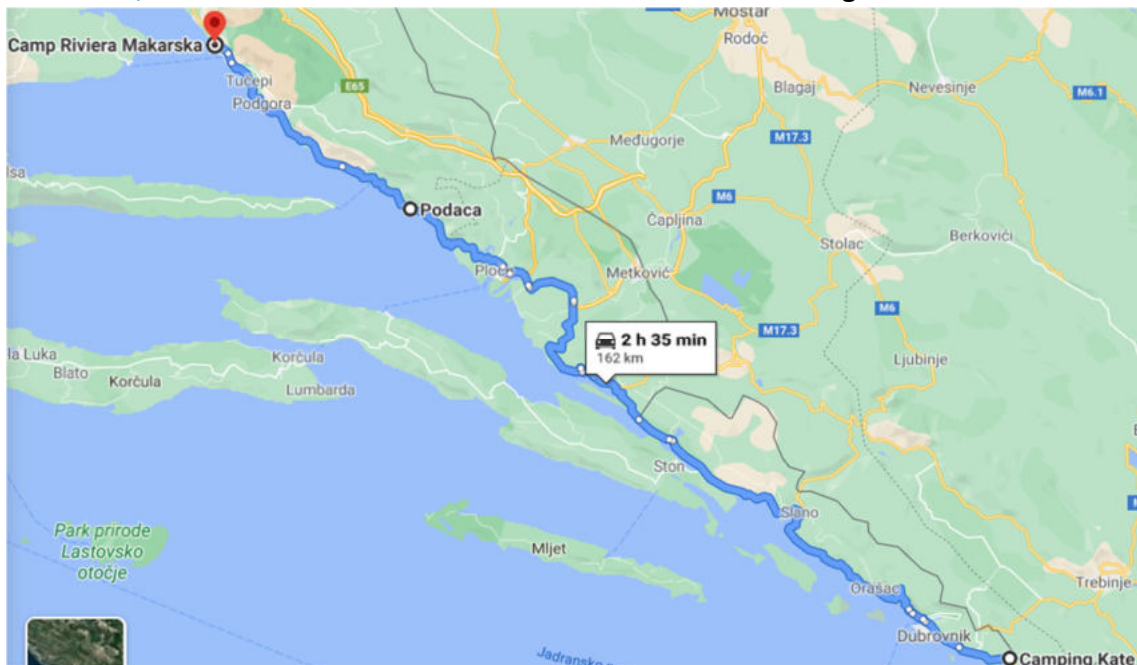 Mostar
Camp Riviera Makarska
Rodoč
Tučepi
E65
Blagaj
Nevesinje
M6.1
Podgora
Međugorje
M17.3
Podaca
M6
Čapljina
Stolac
Berkovići
Ploče
Metković
M6
2 h 35 min
162 km
M17.3
Korčula
Ljubinje
Blato
Korčula
Lumbarda
Ston
Slano
Park prirode
Lastovsko
otočje
Mljet
Orašac
Trebinje
Dubrovnik
Camping Kate